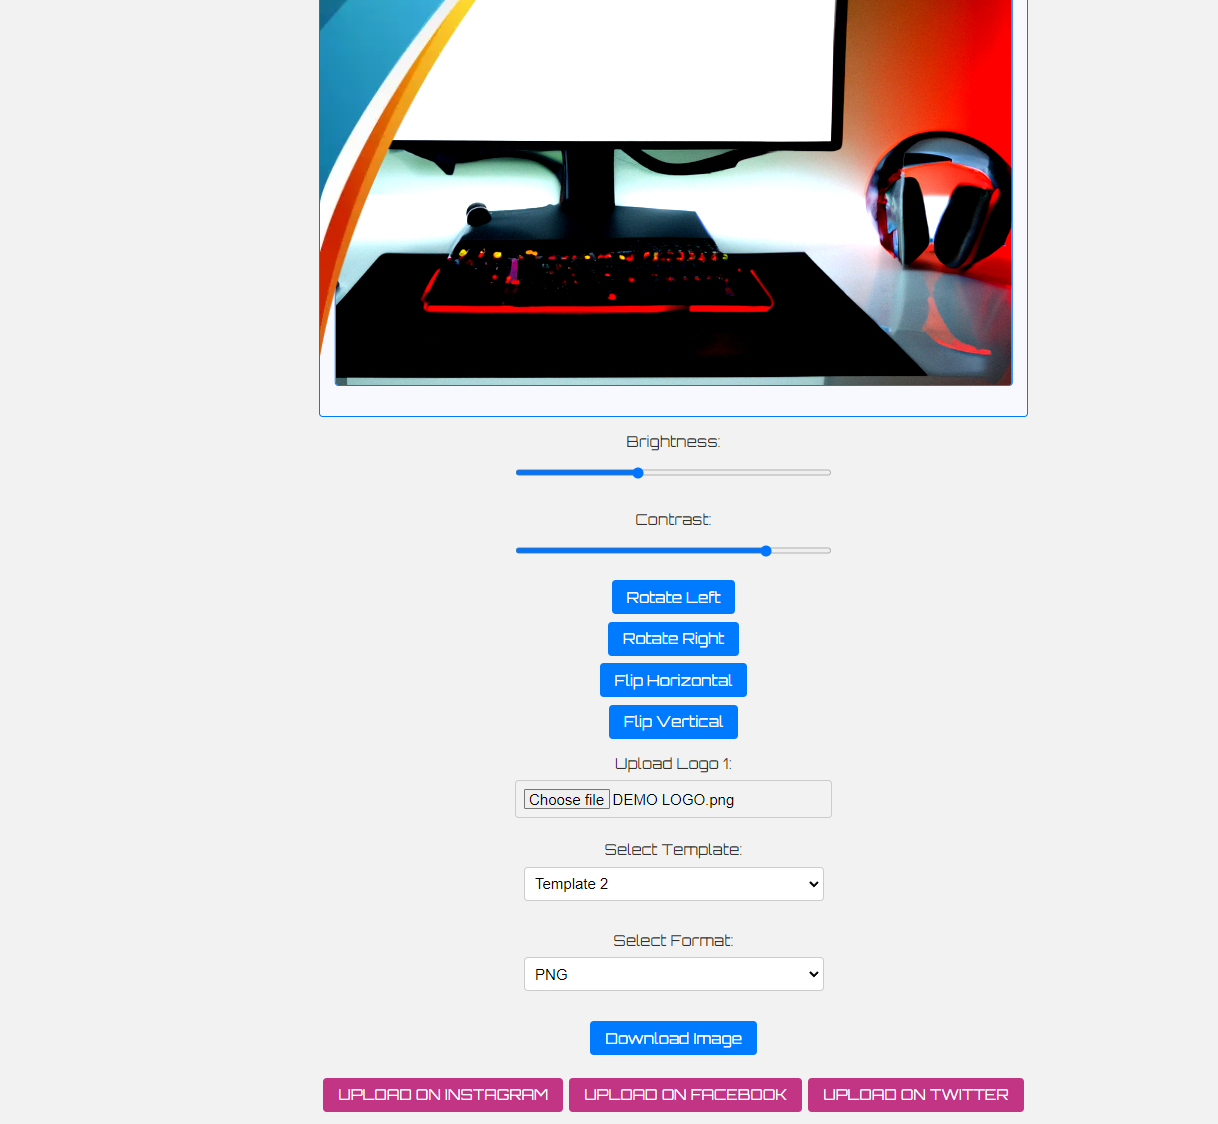 Brightness:
Contrast:
Rotate Left
Rotate Right
Flip Horizontal
Flip Vertical
Upload Logo 1:
Choose file DEMO LOGO.png
Select Template:
Template 2
Select Format:
PNG
Download Image
UPLOAD ON INSTAGRAM UPLOAD ON FACEBOOK UPLOAD ON TWITTER